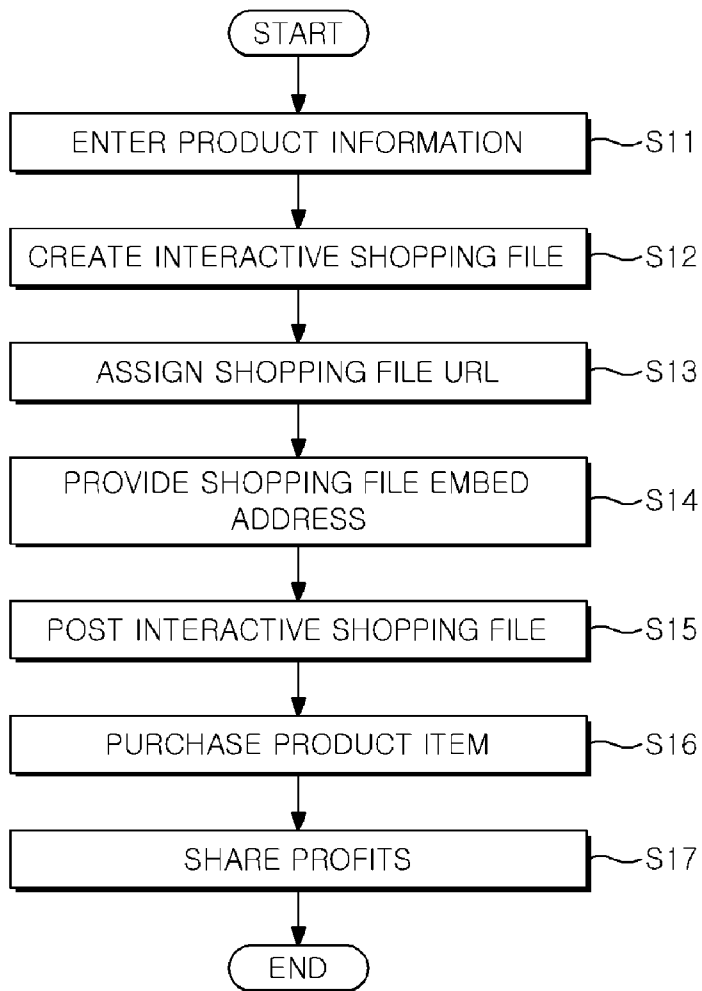 START
ENTER PRODUCT INFORMATION
S11
CREATE INTERACTIVE SHOPPING FILE
S12
ASSIGN SHOPPING FILE URL
S13
PROVIDE SHOPPING FILE EMBED
ADDRESS
S14
POST INTERACTIVE SHOPPING FILE
S15
PURCHASE PRODUCT ITEM
S16
SHARE PROFITS
S17
END